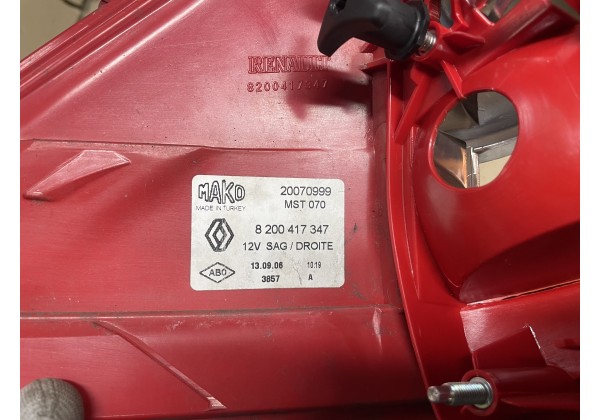 RENAULT
8200417347
MAKO
MADE IN TURKEY
20070999
MST 070
8 200 417 347
12V SAG / DROITE
ABO
13.09.06 10:19
3857 A